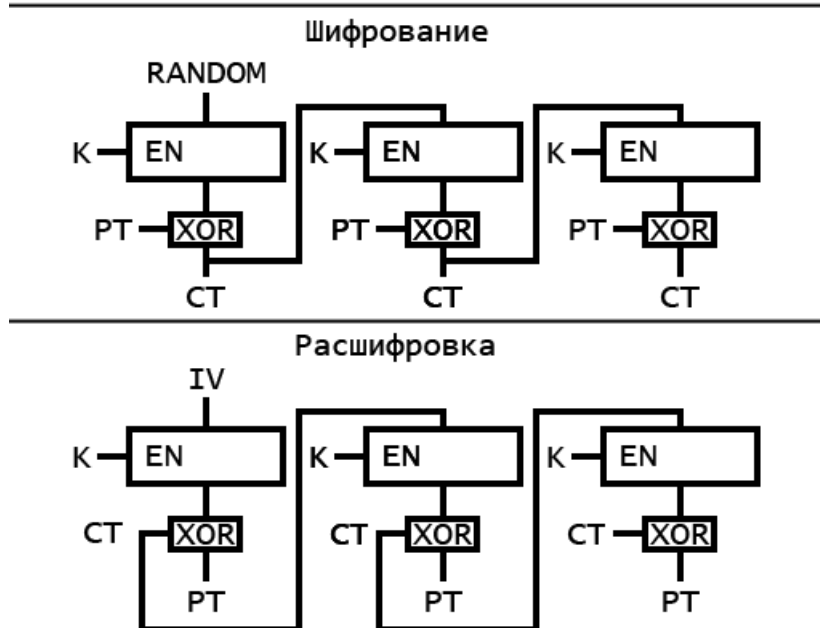 Шифрование
RANDOM
K EN K EN K EN
PT XOR PT XOR PT XOR
CT CT CT
Расшифровка
IV
K EN K EN K EN
CT XOR CT XOR CT XOR
PT PT PT